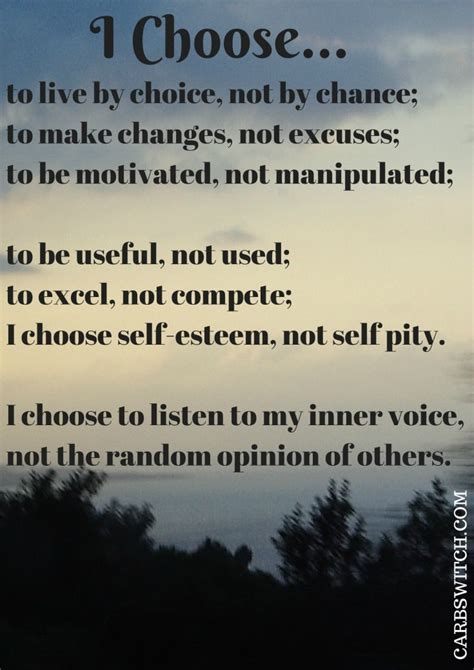 I Choose...
to live by choice, not by chance;
to make changes, not excuses;
to be motivated, not manipulated;
to be useful, not used;
to excel, not compete;
I choose self-esteem, not self pity.
I choose to listen to my inner voice,
not the random opinion of others.
CARBSWITCH.COM